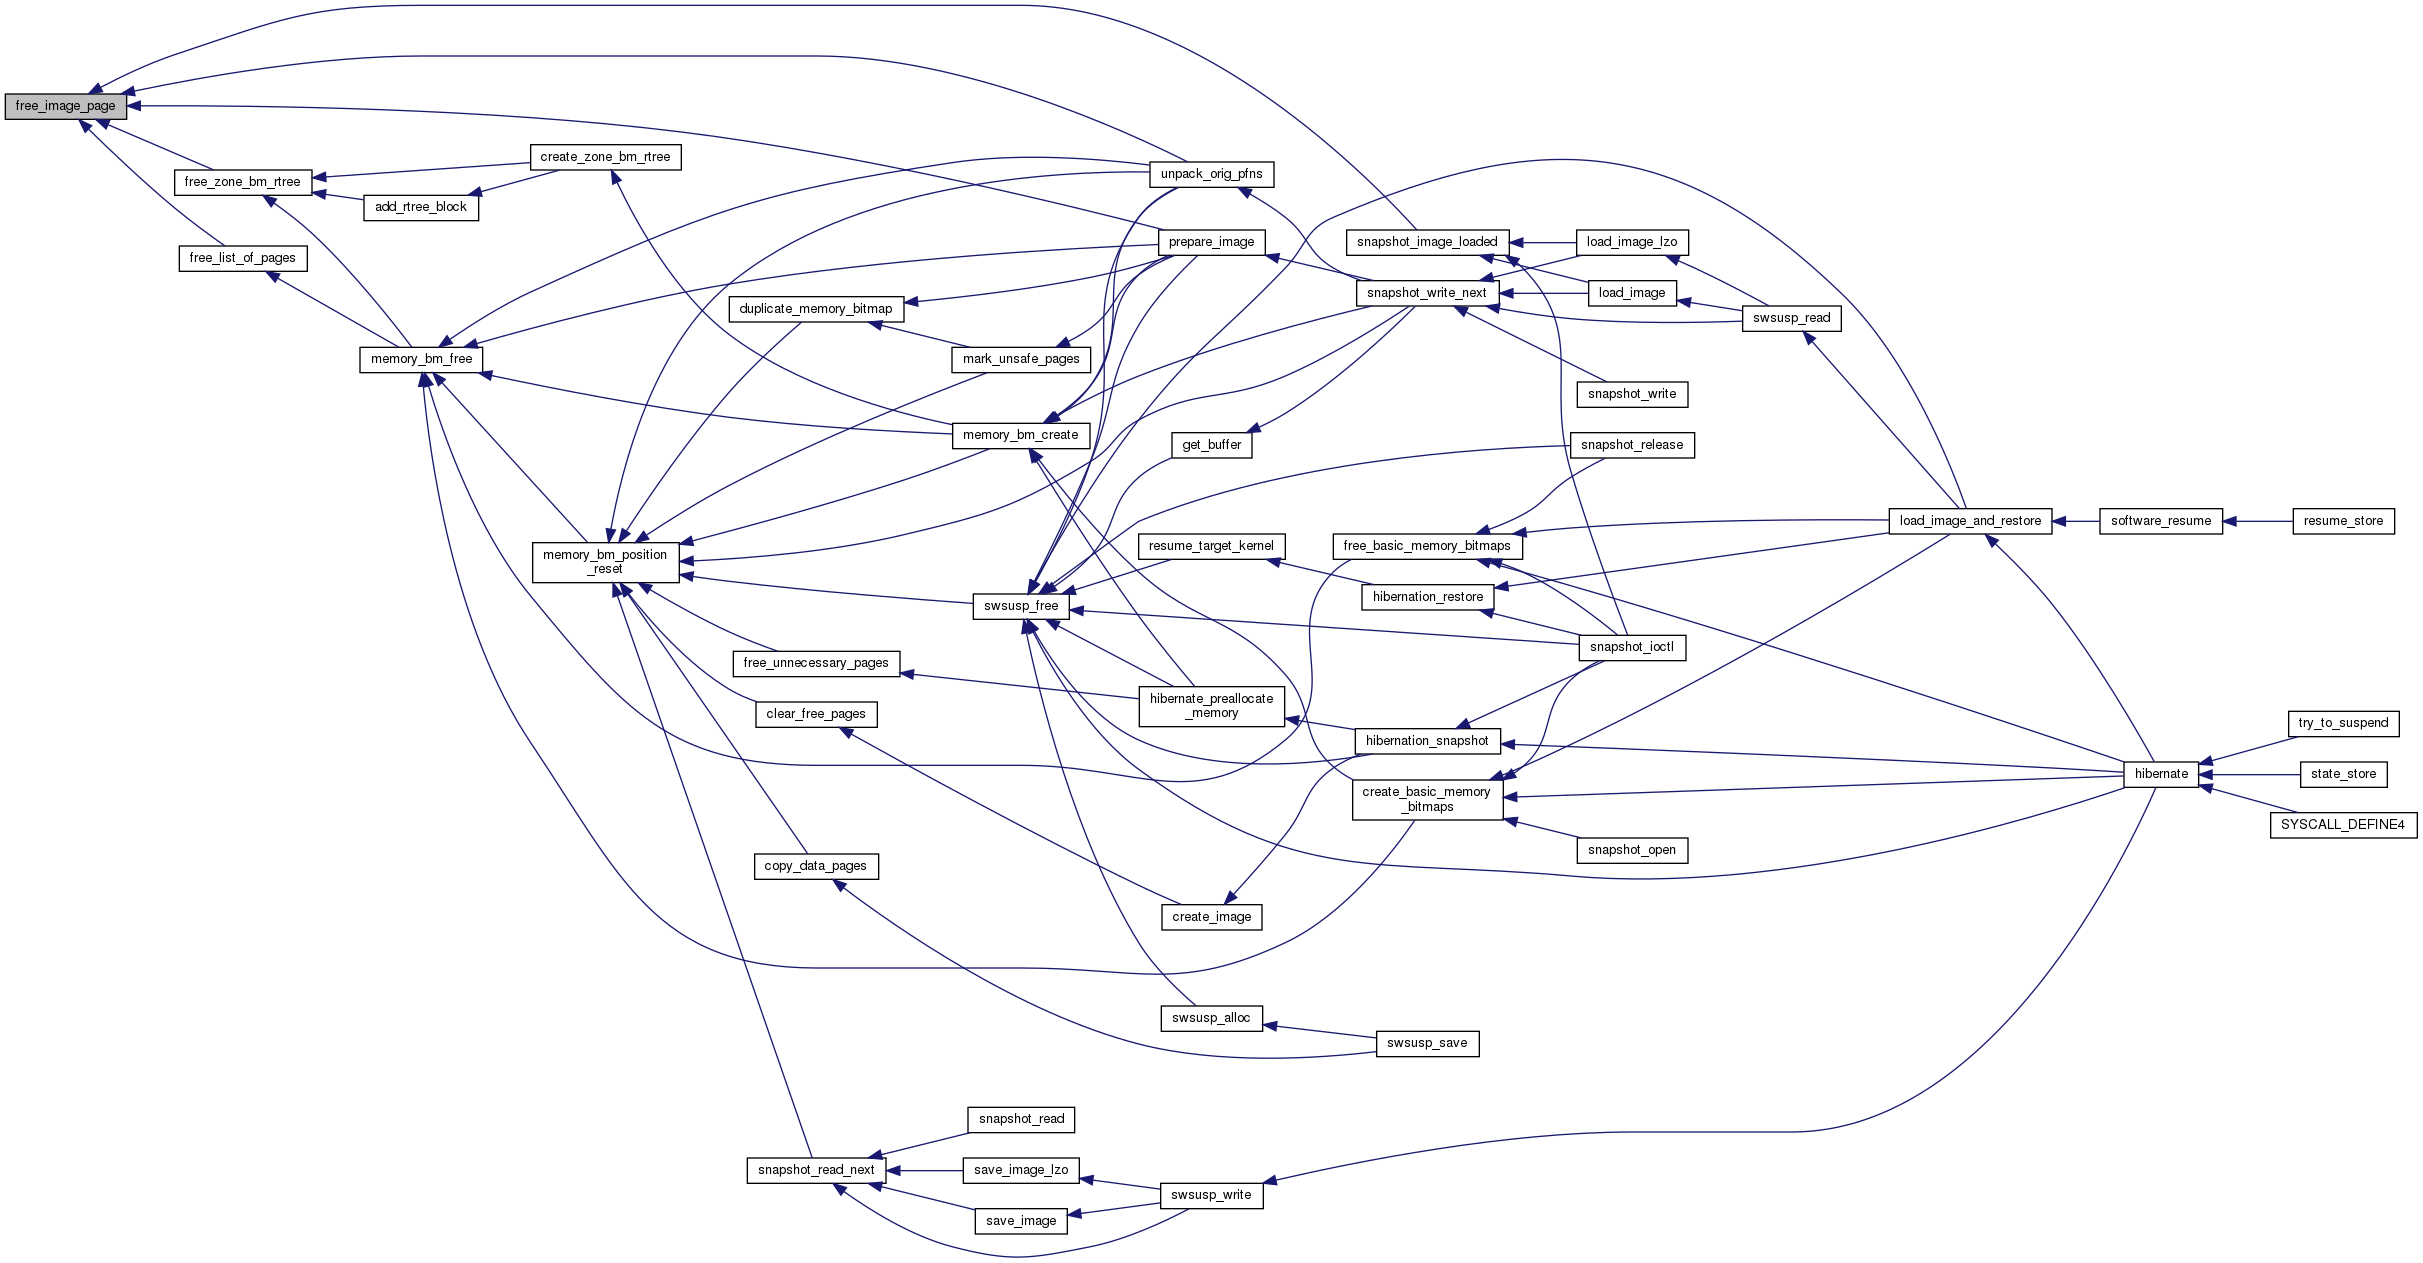 free_image_page
free_zone_bm_rtree
free_list_of_pages
create_zone_bm_rtree
add_rtree_block
memory_bm_free
memory_bm_position
_reset
duplicate_memory_bitmap
free_unnecessary_pages
clear_free_pages
copy_data_pages
snapshot_read_next
mark_unsafe_pages
memory_bm_create
swsusp_free
snapshot_read
save_image_lzo
save_image
unpack_orig_pfns
prepare_image
get_buffer
resume_target_kernel
hibernate_preallocate
_memory
create_image
swsusp_alloc
swsusp_write
snapshot_image_loaded
snapshot_write_next
free_basic_memory_bitmaps
hibernation_restore
hibernation_snapshot
create_basic_memory
_bitmaps
swsusp_save
load_image_lzo
load_image
snapshot_write
snapshot_release
snapshot_ioctl
snapshot_open
swsusp_read
load_image_and_restore
software_resume
hibernate
resume_store
try_to_suspend
state_store
SYSCALL_DEFINE4